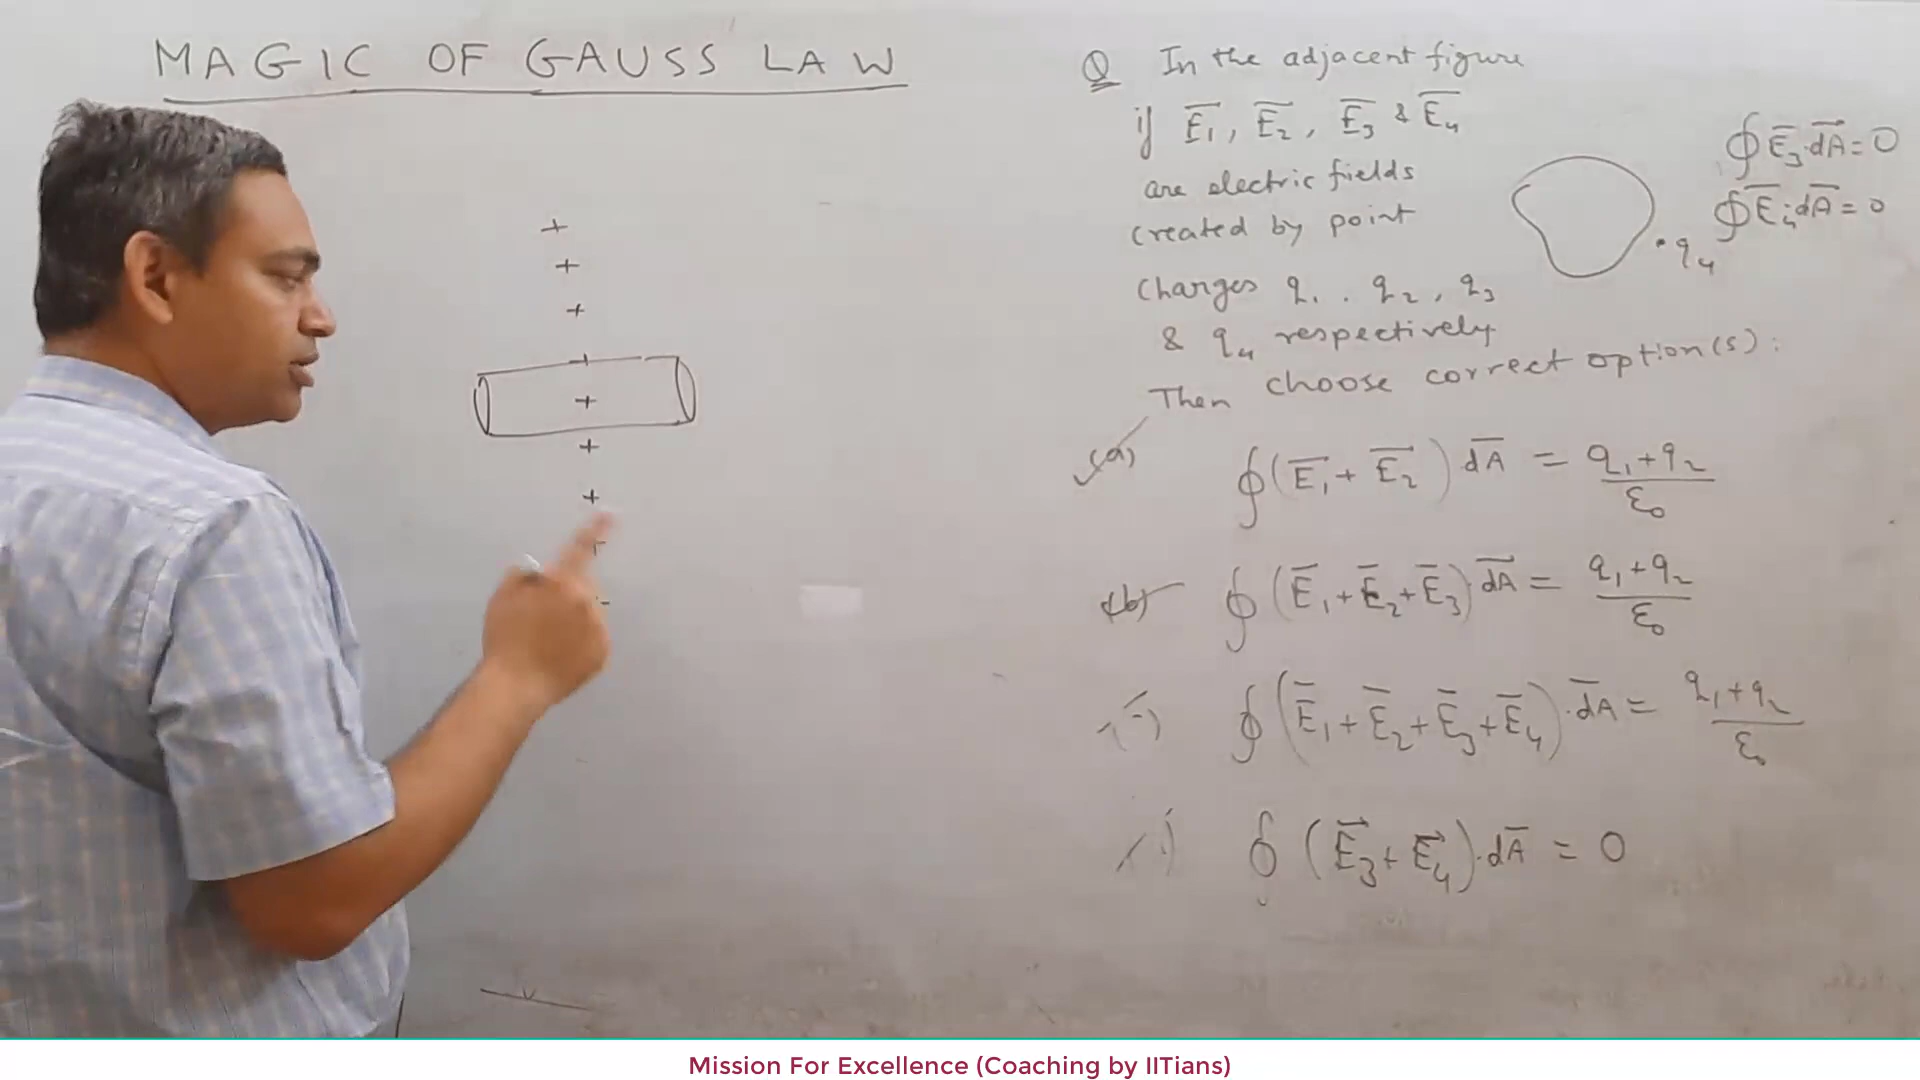 MAGIC OF GAUSS LAW
Q In the adjacent figure
if E₁, E₂, E₃ & E₄
are electric fields
created by point
Charges q₁, q₂, q₃
& q₄ respectively
Then choose correct option(s):
∮E₃·dA = 0
∮E₄·dA = 0
q₄
(a) ∮(E₁ + E₂) dA = q₁+q₂/ε₀
(b) ∮(E₁+E₂+E₃) dA = q₁+q₂/ε₀
∮(E₁+E₂+E₃+E₄)·dA = q₁+q₂/ε₀
∮(E₃+E₄)·dA = 0
Mission For Excellence (Coaching by IITians)